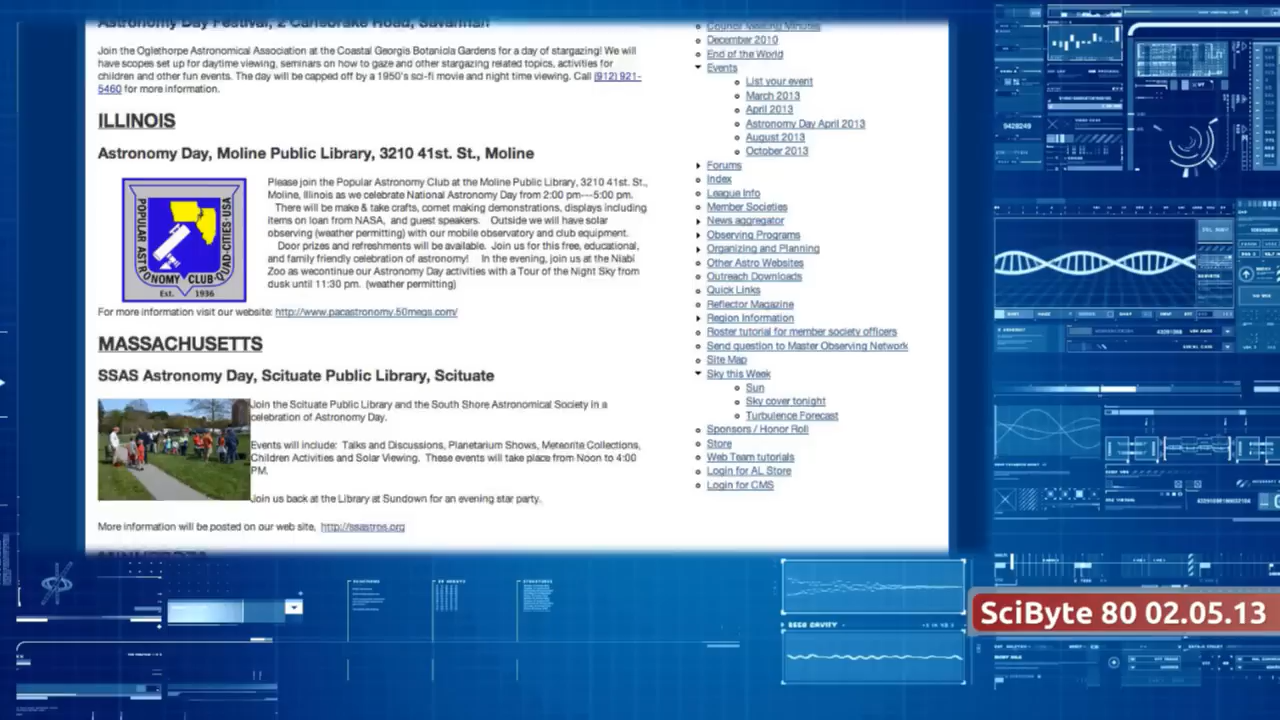 Astronomy Day Festival, 2 Canebrake Road, Savannah
Join the Oglethorpe Astronomical Association at the Coastal Georgia Botaniola Gardens for a day of stargazing! We will
have scopes set up for daytime viewing, seminars on how to gaze and other stargazing related topics, activities for
children and other fun events. The day will be capped off by a 1950's sci-fi movie and night time viewing. Call (912) 921-
5460 for more information.
ILLINOIS
Astronomy Day, Moline Public Library, 3210 41st. St., Moline
POPULAR ASTRONOMY CLUB QUAD-CITIES-USA
Est. 1936
Please join the Popular Astronomy Club at the Moline Public Library, 3210 41st. St.,
Moline, Illinois as we celebrate National Astronomy Day from 2:00 pm---5:00 pm.
There will be make & take crafts, comet making demonstrations, displays including
items on loan from NASA, and guest speakers. Outside we will have solar
observing (weather permitting) with our mobile observatory and club equipment.
Door prizes and refreshments will be available. Join us for this free, educational,
and family friendly celebration of astronomy! In the evening, join us at the Niabi
Zoo as wecontinue our Astronomy Day activities with a Tour of the Night Sky from
dusk until 11:30 pm. (weather permitting)
For more information visit our website: http://www.pacastronomy.50megs.com/
MASSACHUSETTS
SSAS Astronomy Day, Scituate Public Library, Scituate
Join the Scituate Public Library and the South Shore Astronomical Society in a
celebration of Astronomy Day.
Events will include: Talks and Discussions, Planetarium Shows, Meteorite Collections,
Children Activities and Solar Viewing. These events will take place from Noon to 4:00
PM.
Join us back at the Library at Sundown for an evening star party.
More information will be posted on our web site, http://ssastros.org
Council Meeting Minutes
December 2010
End of the World
Events
List your event
March 2013
April 2013
Astronomy Day April 2013
August 2013
October 2013
Forums
Index
League Info
Member Societies
News aggregator
Observing Programs
Organizing and Planning
Other Astro Websites
Outreach Downloads
Quick Links
Reflector Magazine
Region Information
Roster tutorial for member society officers
Send question to Master Observing Network
Site Map
Sky this Week
Sun
Sky cover tonight
Turbulence Forecast
Sponsors / Honor Roll
Store
Web Team tutorials
Login for AL Store
Login for CMS
9428249
SciByte 80 02.05.13